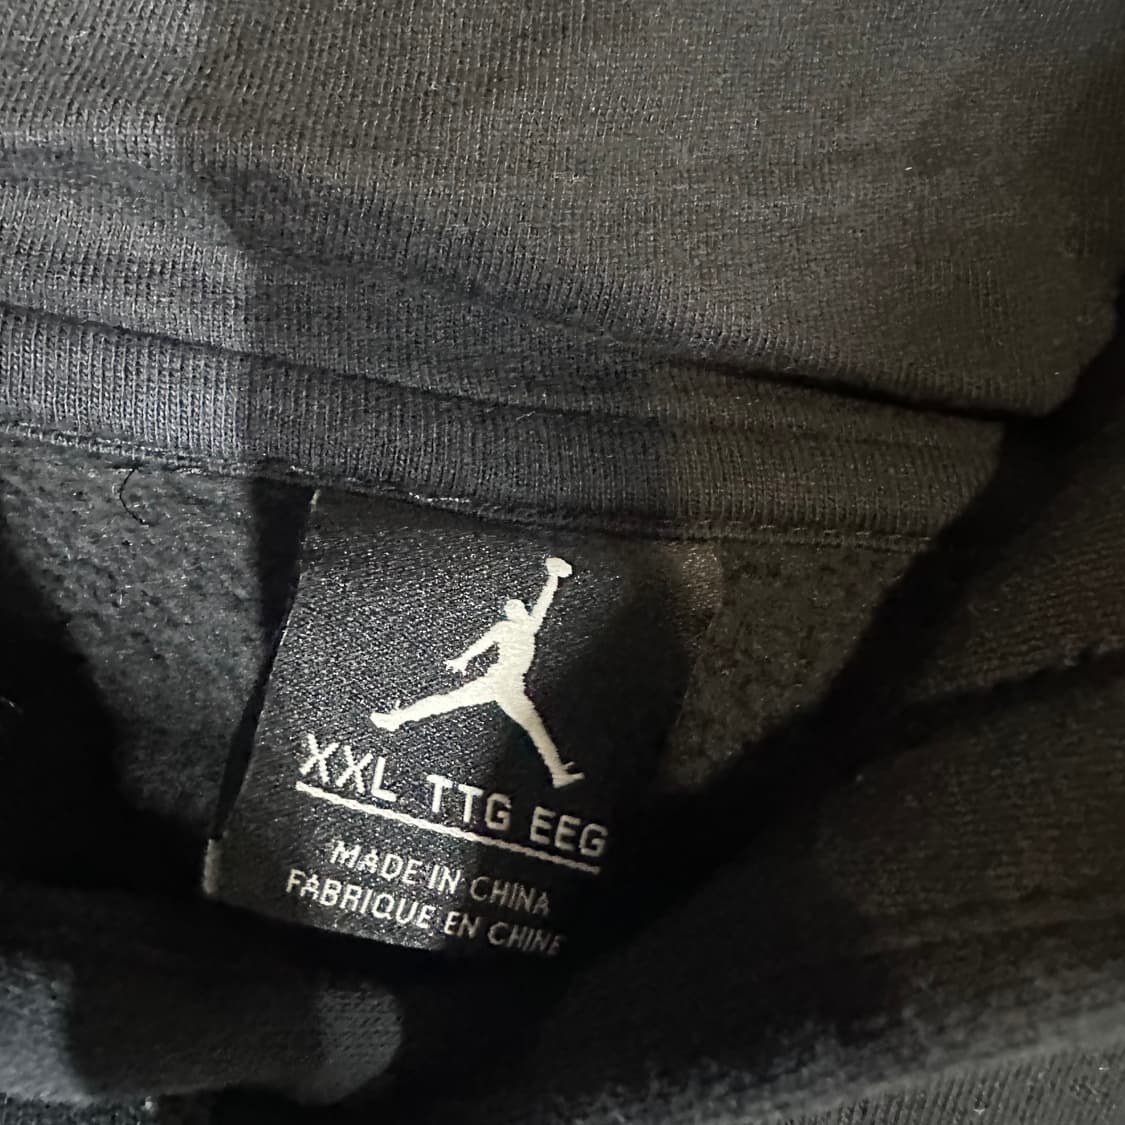 XXL TTG EEG
MADE IN CHINA
FABRIQUE EN CHINE